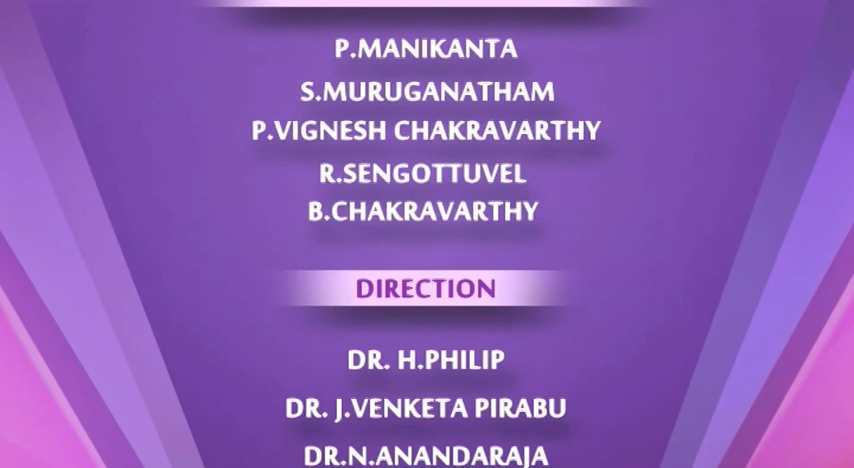 P.MANIKANTA
S.MURUGANATHAM
P.VIGNESH CHAKRAVARTHY
R.SENGOTTUVEL
B.CHAKRAVARTHY
DIRECTION
DR. H.PHILIP
DR. J.VENKETA PIRABU
DR.N.ANANDARAJA